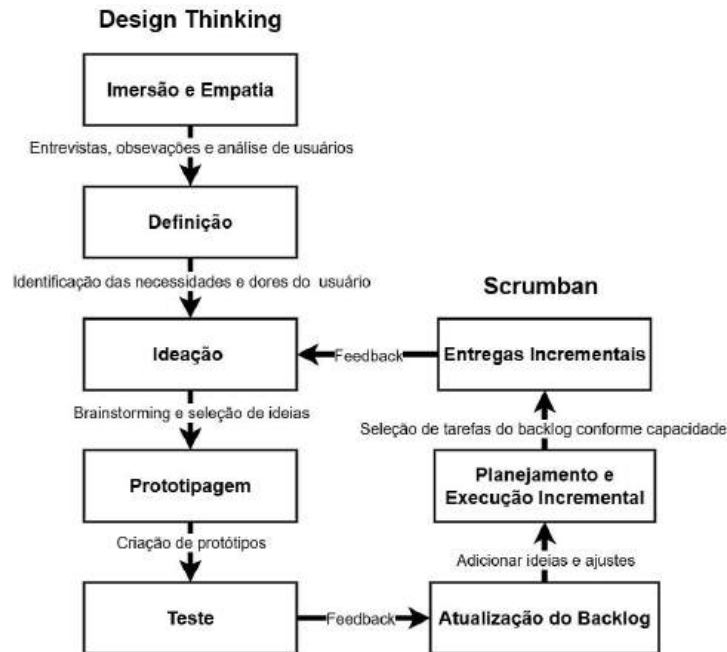 Design Thinking
Imersão e Empatia
Entrevistas, obsevações e análise de usuários
Definição
Identificação das necessidades e dores do usuário
Scrumban
Ideação
Feedback
Entregas Incrementais
Brainstorming e seleção de ideias
Seleção de tarefas do backlog conforme capacidade
Prototipagem
Planejamento e
Execução Incremental
Criação de protótipos
Adicionar ideias e ajustes
Teste
Feedback
Atualização do Backlog